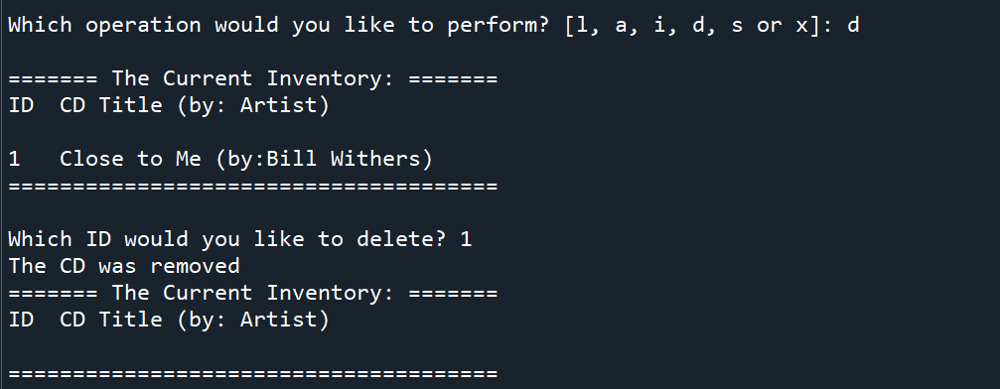 Which operation would you like to perform? [l, a, i, d, s or x]: d
======= The Current Inventory: =======
ID  CD Title (by: Artist)
1   Close to Me (by:Bill Withers)
======================================
Which ID would you like to delete? 1
The CD was removed
======= The Current Inventory: =======
ID  CD Title (by: Artist)
======================================